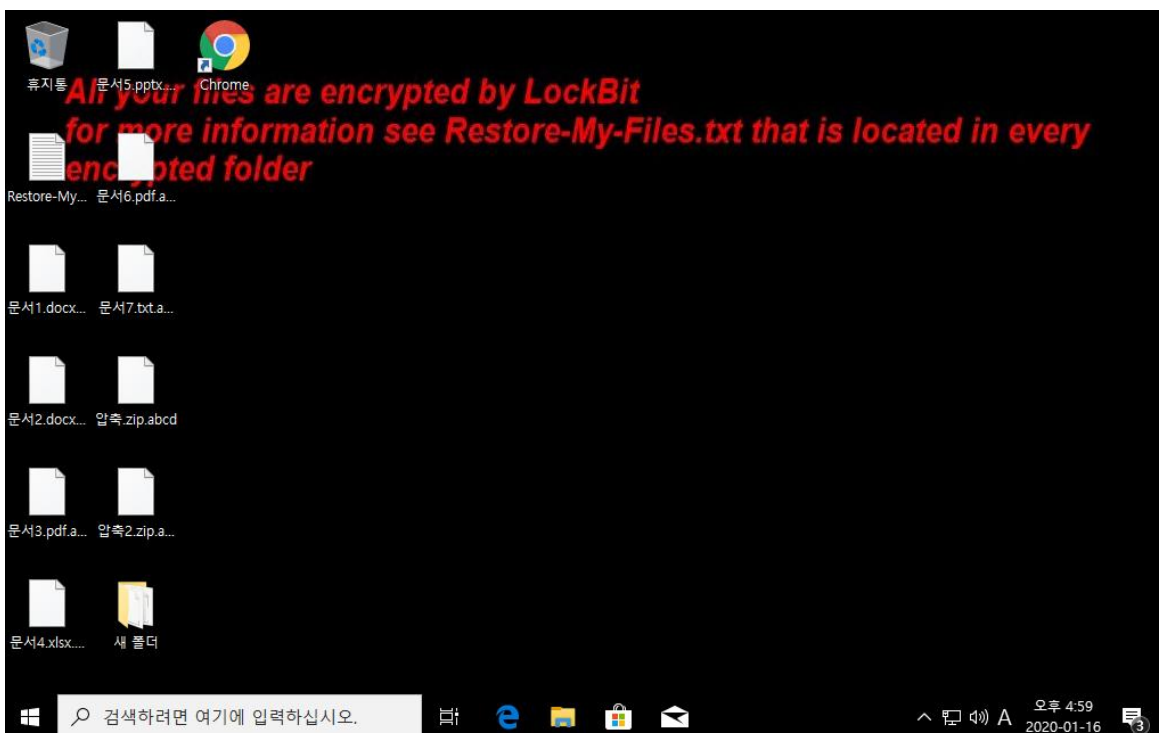 휴지통
문서5.pptx....
Chrome
All your files are encrypted by LockBit
for more information see Restore-My-Files.txt that is located in every
encrypted folder
Restore-My...
문서6.pdf.a...
문서1.docx...
문서7.txt.a...
문서2.docx...
압축.zip.abcd
문서3.pdf.a...
압축2.zip.a...
문서4.xlsx....
새 폴더
검색하려면 여기에 입력하십시오.
A
오후 4:59
2020-01-16
3